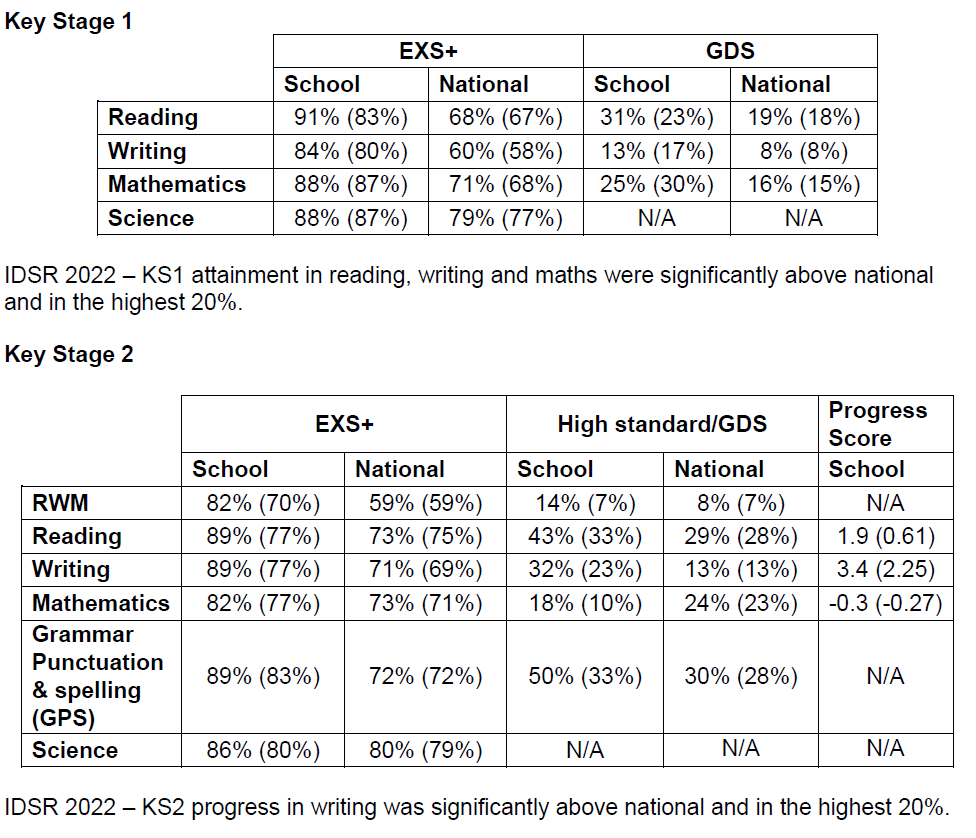 Key Stage 1
EXS+ GDS
School National School National
Reading 91% (83%) 68% (67%) 31% (23%) 19% (18%)
Writing 84% (80%) 60% (58%) 13% (17%) 8% (8%)
Mathematics 88% (87%) 71% (68%) 25% (30%) 16% (15%)
Science 88% (87%) 79% (77%) N/A N/A
IDSR 2022 – KS1 attainment in reading, writing and maths were significantly above national
and in the highest 20%.
Key Stage 2
EXS+ High standard/GDS Progress
Score
School National School National School
RWM 82% (70%) 59% (59%) 14% (7%) 8% (7%) N/A
Reading 89% (77%) 73% (75%) 43% (33%) 29% (28%) 1.9 (0.61)
Writing 89% (77%) 71% (69%) 32% (23%) 13% (13%) 3.4 (2.25)
Mathematics 82% (77%) 73% (71%) 18% (10%) 24% (23%) -0.3 (-0.27)
Grammar
Punctuation
& spelling
(GPS)
89% (83%) 72% (72%) 50% (33%) 30% (28%) N/A
Science 86% (80%) 80% (79%) N/A N/A N/A
IDSR 2022 – KS2 progress in writing was significantly above national and in the highest 20%.